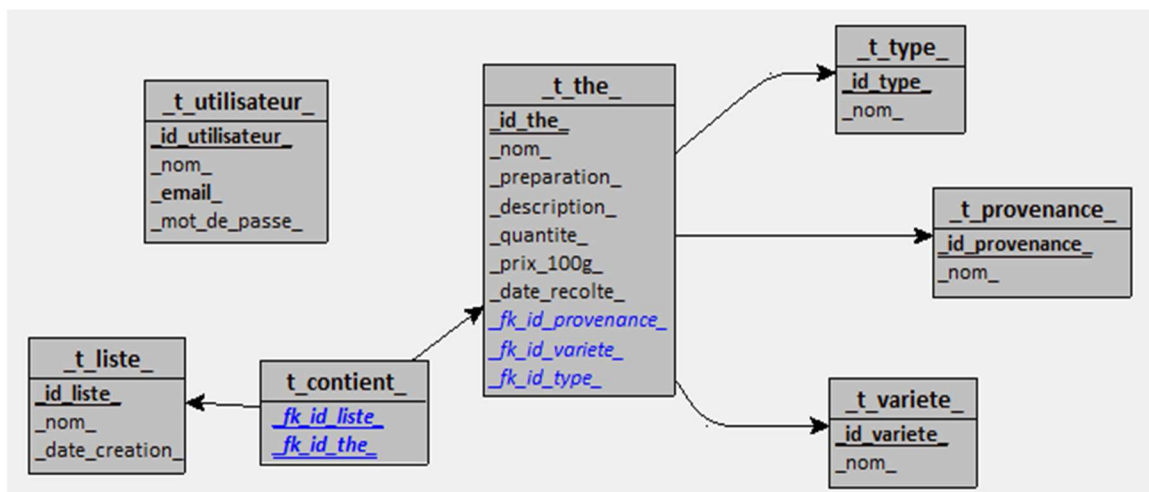 _t_utilisateur_
_id_utilisateur_
_nom_
_email_
_mot_de_passe_
_t_the_
_id_the_
_nom_
_preparation_
_description_
_quantite_
_prix_100g_
_date_recolte_
_fk_id_provenance_
_fk_id_variete_
_fk_id_type_
_t_type_
_id_type_
_nom_
_t_provenance_
_id_provenance_
_nom_
_t_liste_
_id_liste_
_nom_
_date_creation_
t_contient_
_fk_id_liste_
_fk_id_the_
_t_variete_
_id_variete_
_nom_